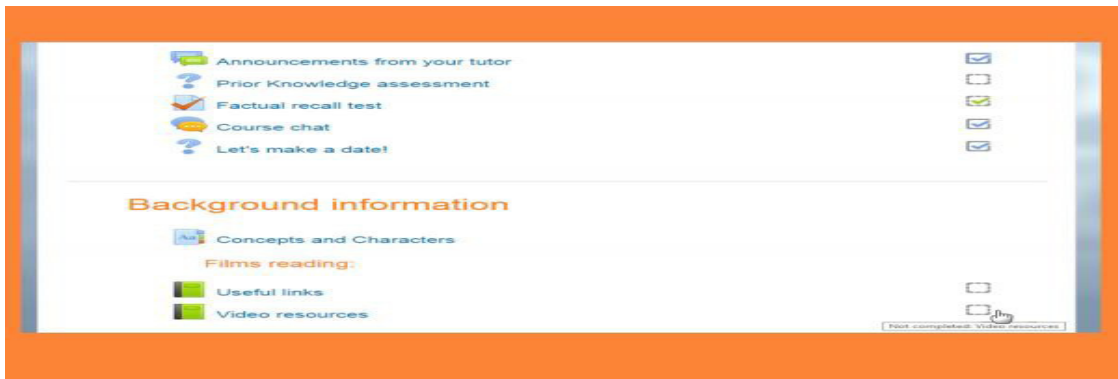 Announcements from your tutor
Prior Knowledge assessment
Factual recall test
Course chat
Let's make a date!
Background information
Concepts and Characters
Films reading:
Useful links
Video resources
Not completed: Video resources